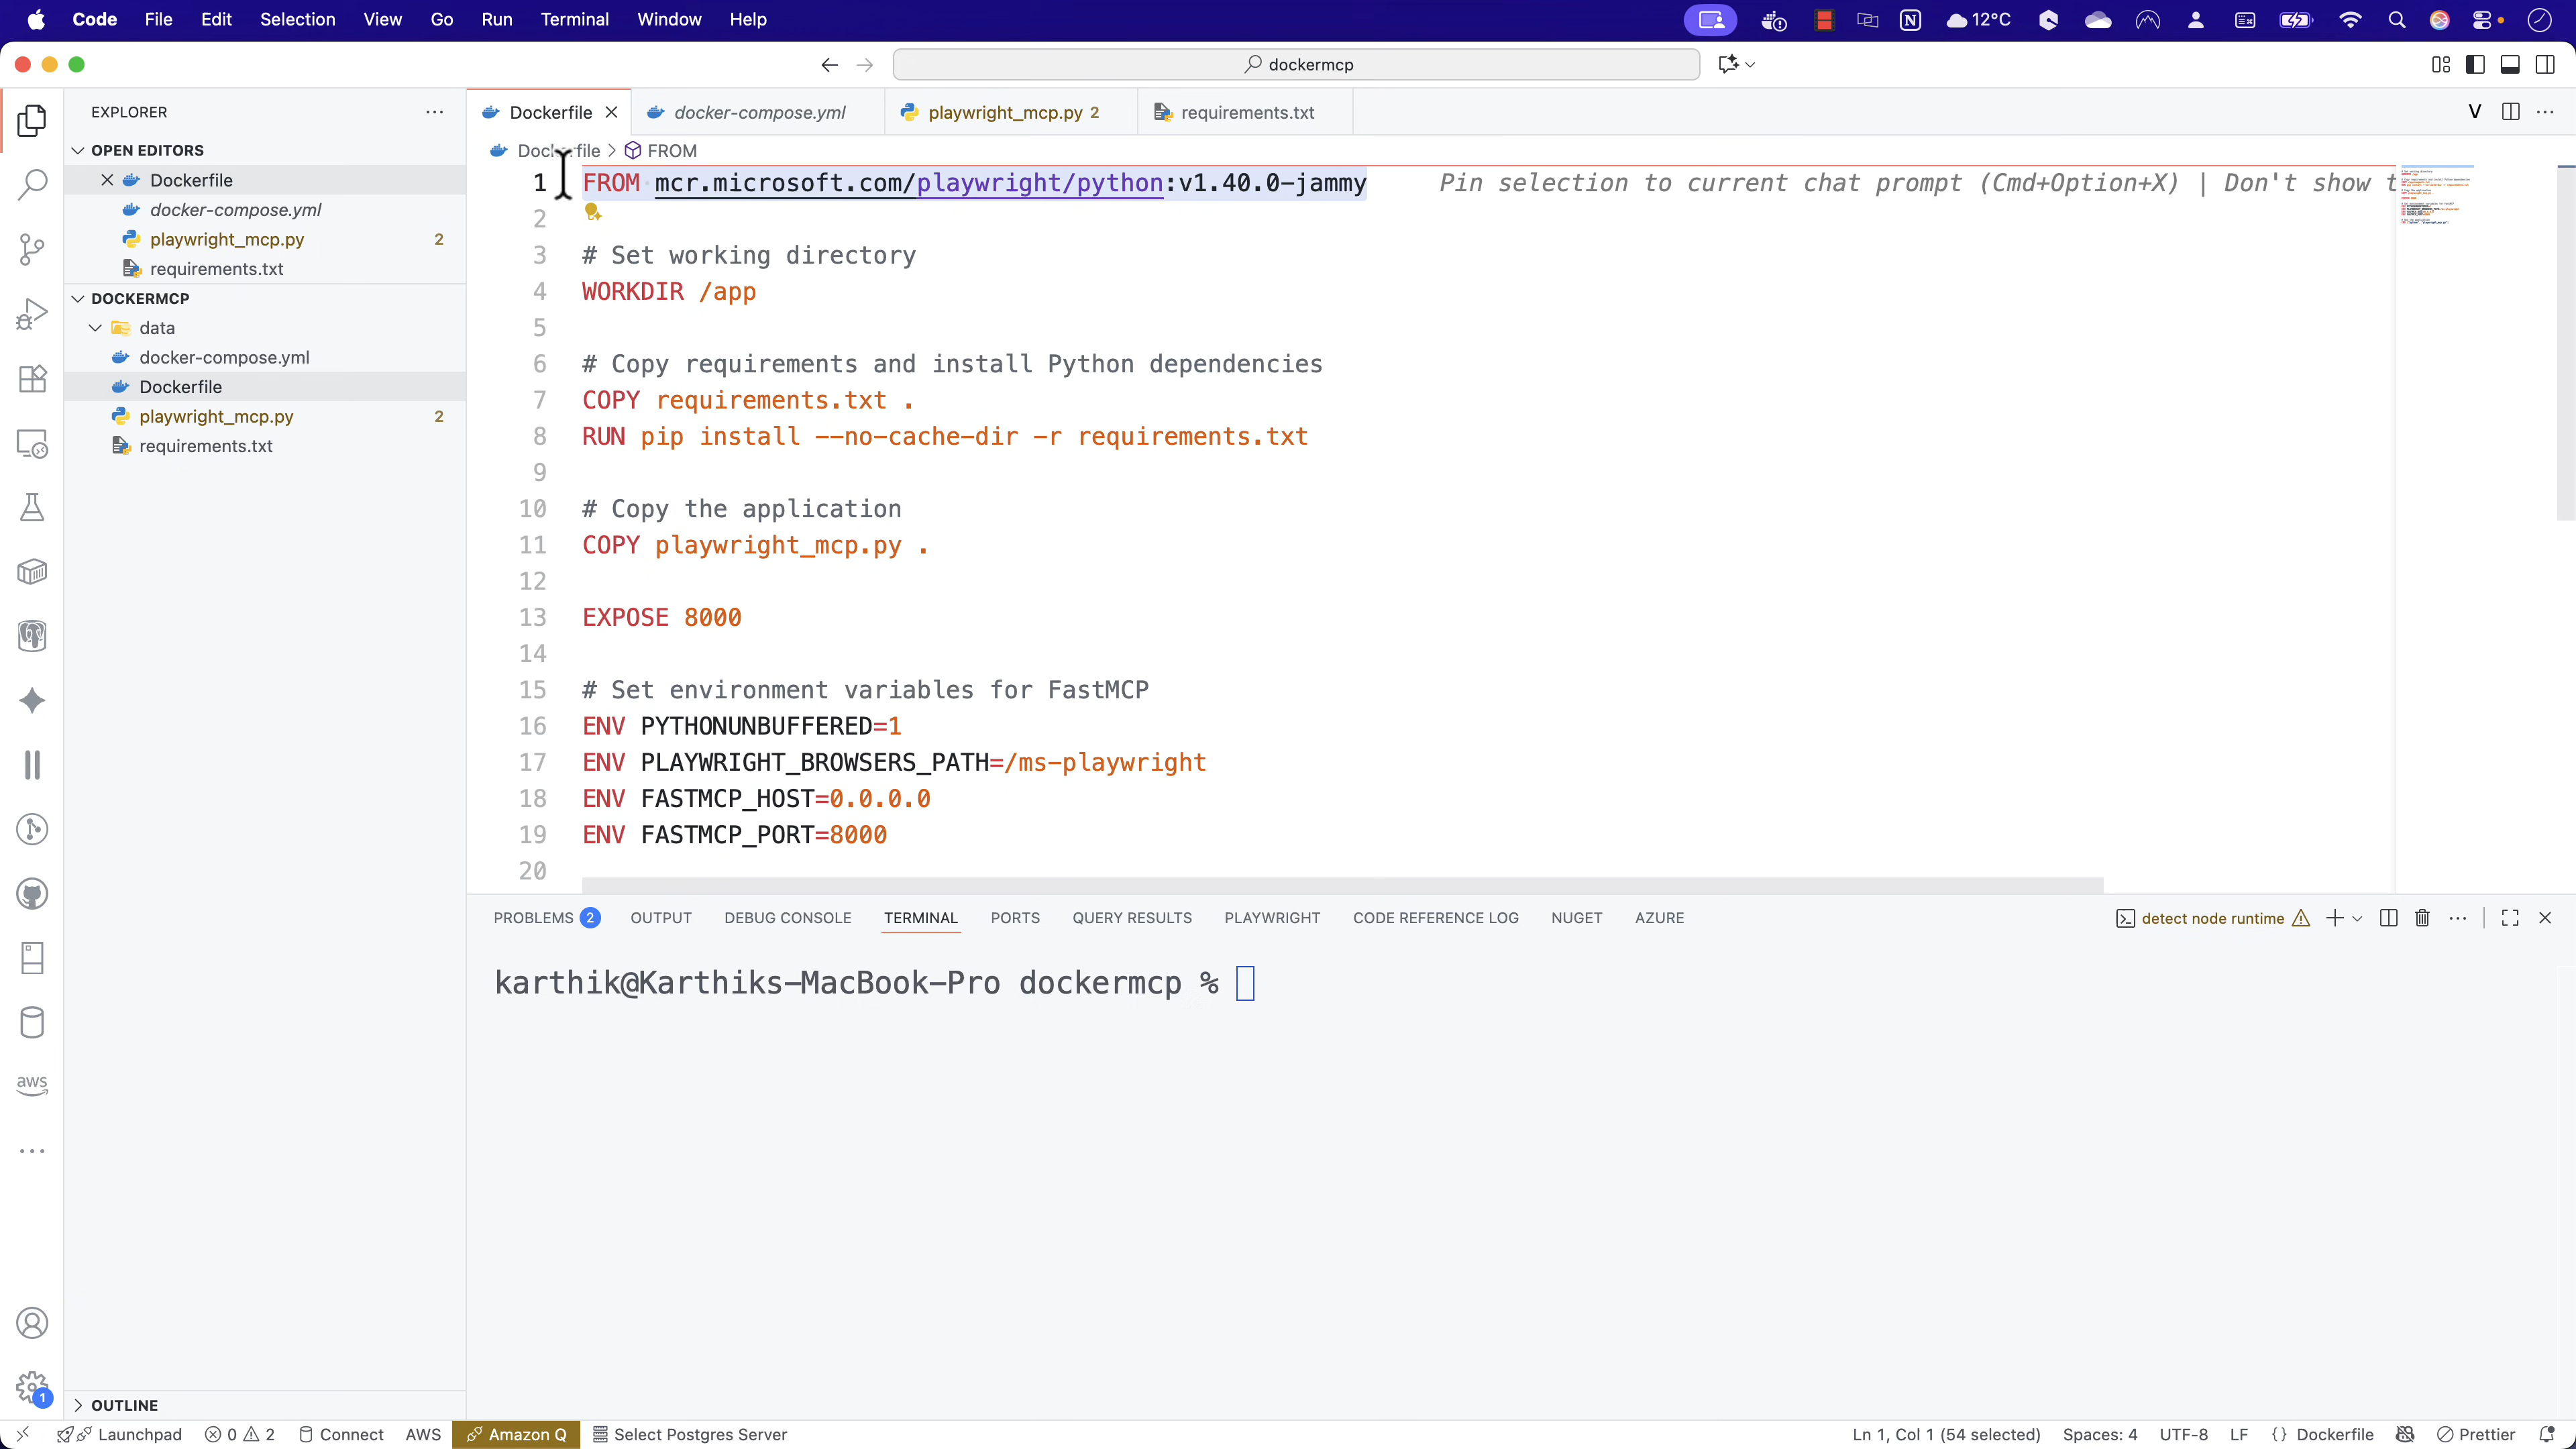 Code File Edit Selection View Go Run Terminal Window Help 12°C
dockermcp
EXPLORER
OPEN EDITORS
Dockerfile
docker-compose.yml
playwright_mcp.py 2
requirements.txt
DOCKERMCP
data
docker-compose.yml
Dockerfile
playwright_mcp.py 2
requirements.txt
OUTLINE
Dockerfile docker-compose.yml playwright_mcp.py 2 requirements.txt
Dockerfile > FROM
1 FROM mcr.microsoft.com/playwright/python:v1.40.0-jammy Pin selection to current chat prompt (Cmd+Option+X) | Don't show t
2
3 # Set working directory
4 WORKDIR /app
5
6 # Copy requirements and install Python dependencies
7 COPY requirements.txt .
8 RUN pip install --no-cache-dir -r requirements.txt
9
10 # Copy the application
11 COPY playwright_mcp.py .
12
13 EXPOSE 8000
14
15 # Set environment variables for FastMCP
16 ENV PYTHONUNBUFFERED=1
17 ENV PLAYWRIGHT_BROWSERS_PATH=/ms-playwright
18 ENV FASTMCP_HOST=0.0.0.0
19 ENV FASTMCP_PORT=8000
20
PROBLEMS 2 OUTPUT DEBUG CONSOLE TERMINAL PORTS QUERY RESULTS PLAYWRIGHT CODE REFERENCE LOG NUGET AZURE detect node runtime
karthik@Karthiks-MacBook-Pro dockermcp %
aws
1
Launchpad 0 2 Connect AWS Amazon Q Select Postgres Server Ln 1, Col 1 (54 selected) Spaces: 4 UTF-8 LF {} Dockerfile Prettier